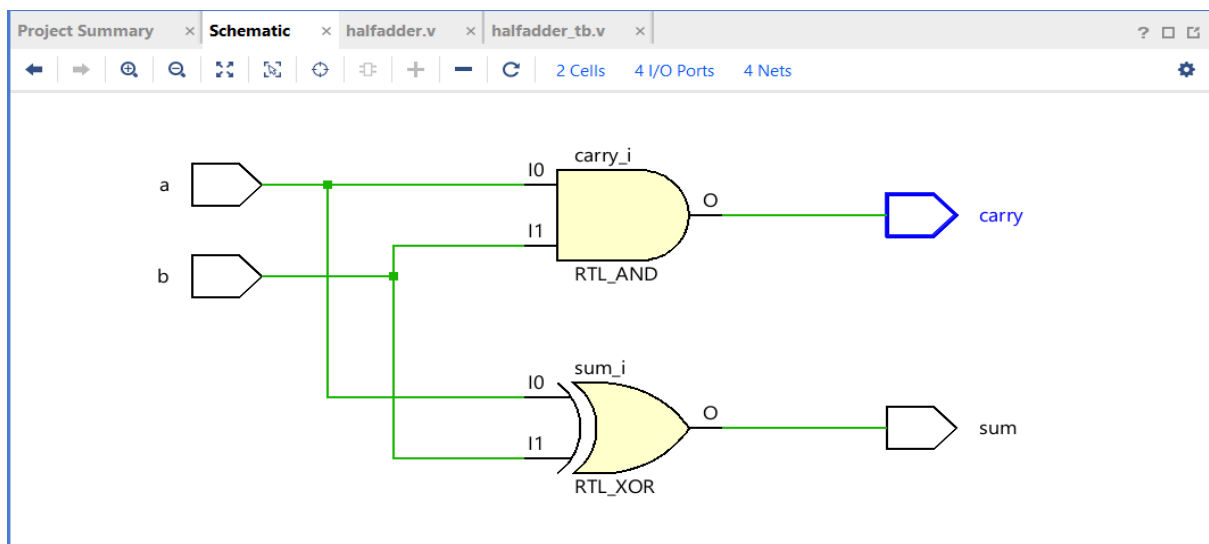 Project Summary × Schematic × halfadder.v × halfadder_tb.v × ?
2 Cells 4 I/O Ports 4 Nets
carry_i
I0
a
O
carry
I1
b
RTL_AND
sum_i
I0
O
sum
I1
RTL_XOR